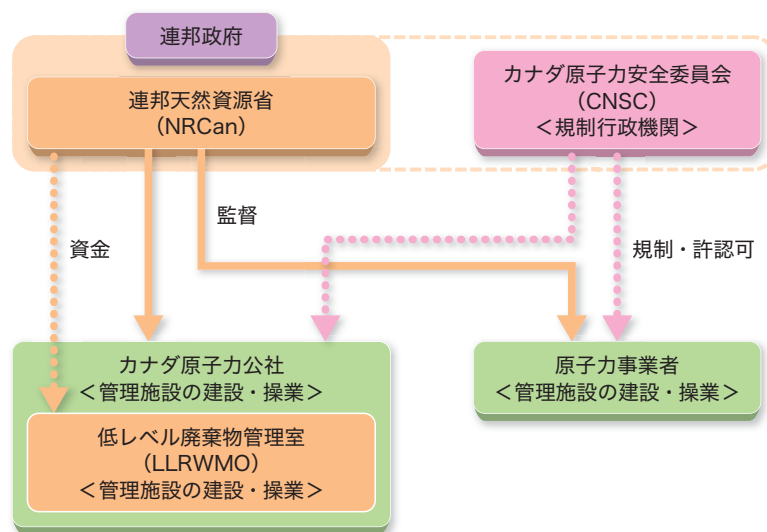 連邦政府
連邦天然資源省
（NRCan）
カナダ原子力安全委員会
（CNSC）
＜規制行政機関＞
監督
資金
規制・許認可
カナダ原子力公社
＜管理施設の建設・操業＞
低レベル廃棄物管理室
（LLRWMO）
＜管理施設の建設・操業＞
原子力事業者
＜管理施設の建設・操業＞